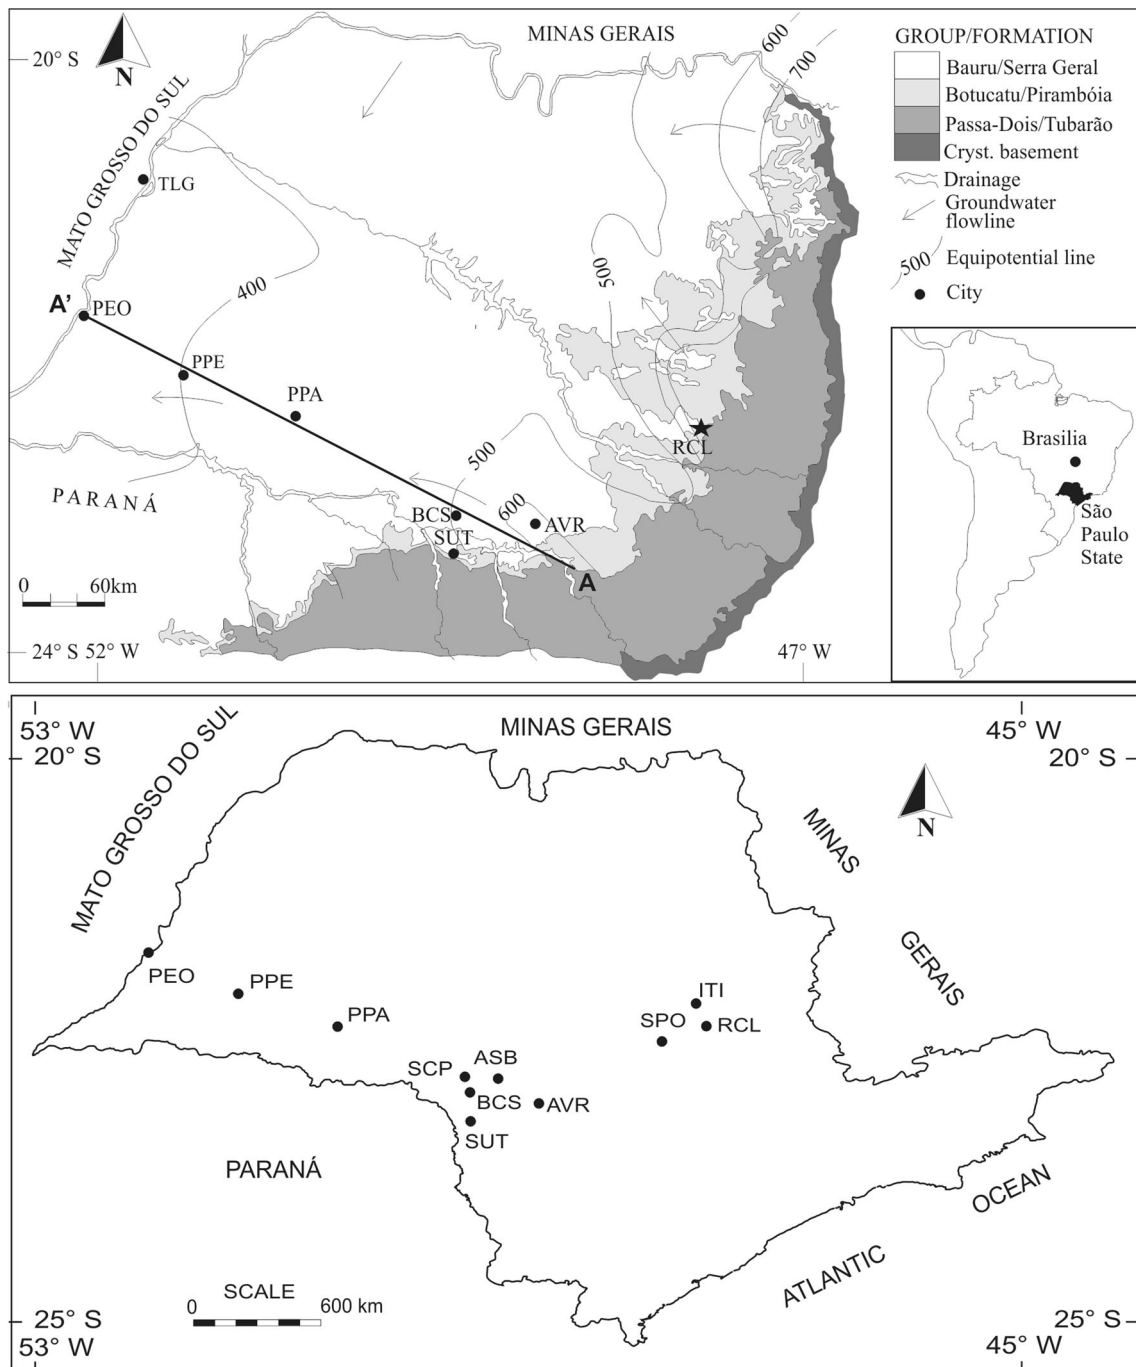 20° S
N
MINAS GERAIS
600
700
MATO GROSSO DO SUL
TLG
A'
PEO
400
500
PPE
PPA
500
RCL
PARANÁ
BCS
600
AVR
SUT
A
0 60km
24° S 52° W
47° W
GROUP/FORMATION
Bauru/Serra Geral
Botucatu/Pirambóia
Passa-Dois/Tubarão
Cryst. basement
Drainage
Groundwater
flowline
500 Equipotential line
City
Brasilia
São
Paulo
State
53° W
20° S
MINAS GERAIS
45° W
20° S
MATO GROSSO DO SUL
N
MINAS
GERAIS
PEO
PPE
PPA
ITI
SPO
RCL
SCP
ASB
BCS
AVR
SUT
PARANÁ
OCEAN
ATLANTIC
SCALE
0 600 km
25° S
53° W
25° S
45° W